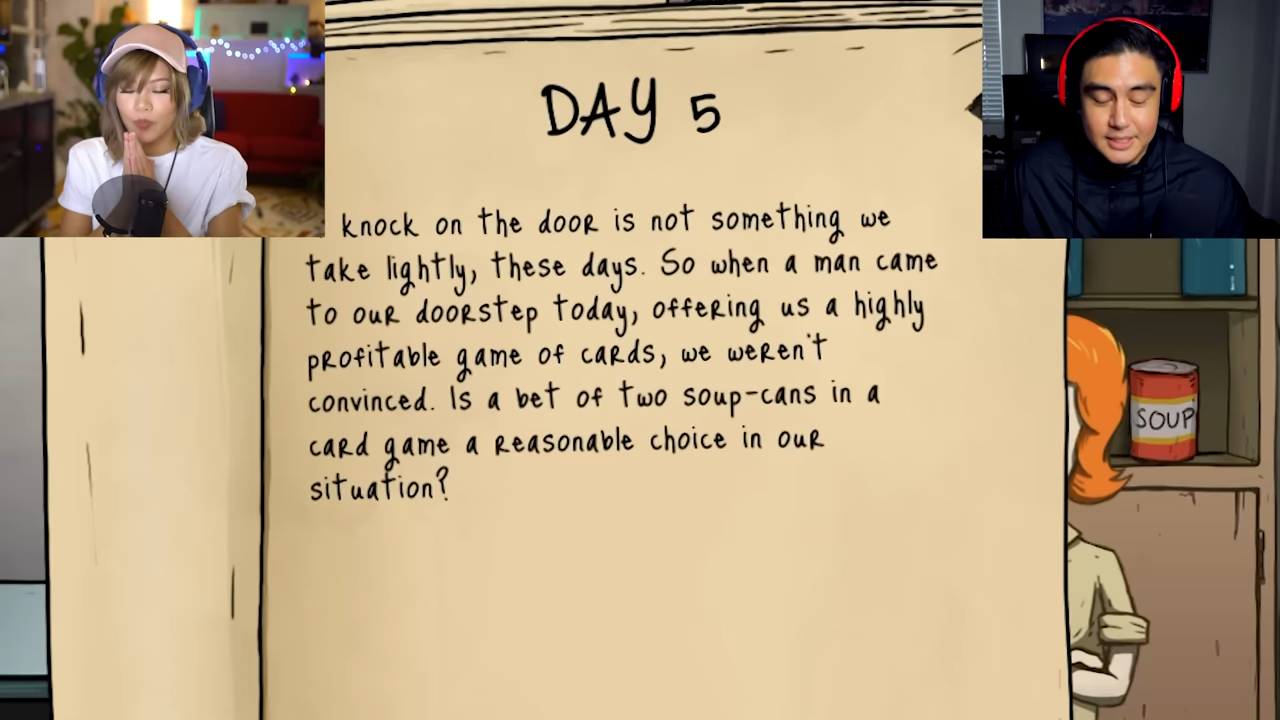 DAY 5
knock on the door is not something we
take lightly, these days. So when a man came
to our doorstep today, offering us a highly
profitable game of cards, we weren't
convinced. Is a bet of two soup-cans in a
card game a reasonable choice in our
situation?
SOUP